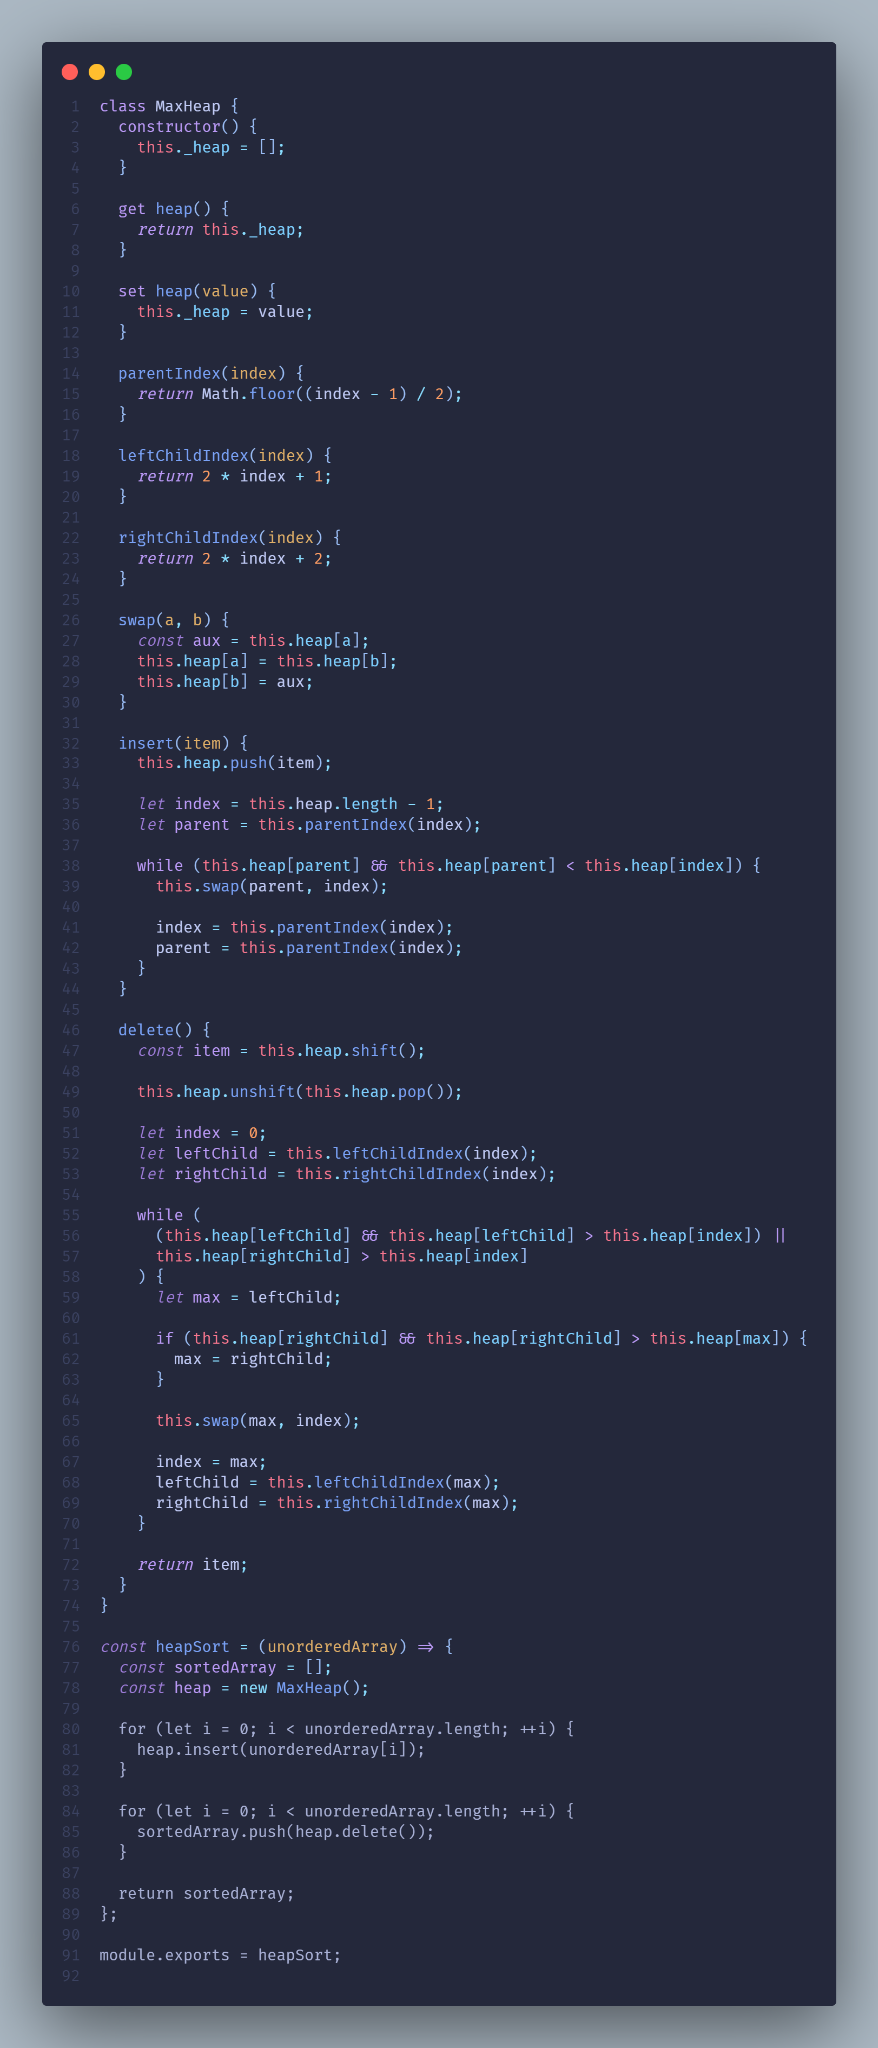 1 class MaxHeap {
2 constructor() {
3 this._heap = [];
4 }
5
6 get heap() {
7 return this._heap;
8 }
9
10 set heap(value) {
11 this._heap = value;
12 }
13
14 parentIndex(index) {
15 return Math.floor((index - 1) / 2);
16 }
17
18 leftChildIndex(index) {
19 return 2 * index + 1;
20 }
21
22 rightChildIndex(index) {
23 return 2 * index + 2;
24 }
25
26 swap(a, b) {
27 const aux = this.heap[a];
28 this.heap[a] = this.heap[b];
29 this.heap[b] = aux;
30 }
31
32 insert(item) {
33 this.heap.push(item);
34
35 let index = this.heap.length - 1;
36 let parent = this.parentIndex(index);
37
38 while (this.heap[parent] && this.heap[parent] < this.heap[index]) {
39 this.swap(parent, index);
40
41 index = this.parentIndex(index);
42 parent = this.parentIndex(index);
43 }
44 }
45
46 delete() {
47 const item = this.heap.shift();
48
49 this.heap.unshift(this.heap.pop());
50
51 let index = 0;
52 let leftChild = this.leftChildIndex(index);
53 let rightChild = this.rightChildIndex(index);
54
55 while (
56 (this.heap[leftChild] && this.heap[leftChild] > this.heap[index]) ||
57 this.heap[rightChild] > this.heap[index]
58 ) {
59 let max = leftChild;
60
61 if (this.heap[rightChild] && this.heap[rightChild] > this.heap[max]) {
62 max = rightChild;
63 }
64
65 this.swap(max, index);
66
67 index = max;
68 leftChild = this.leftChildIndex(max);
69 rightChild = this.rightChildIndex(max);
70 }
71
72 return item;
73 }
74 }
75
76 const heapSort = (unorderedArray) => {
77 const sortedArray = [];
78 const heap = new MaxHeap();
79
80 for (let i = 0; i < unorderedArray.length; ++i) {
81 heap.insert(unorderedArray[i]);
82 }
83
84 for (let i = 0; i < unorderedArray.length; ++i) {
85 sortedArray.push(heap.delete());
86 }
87
88 return sortedArray;
89 };
90
91 module.exports = heapSort;
92